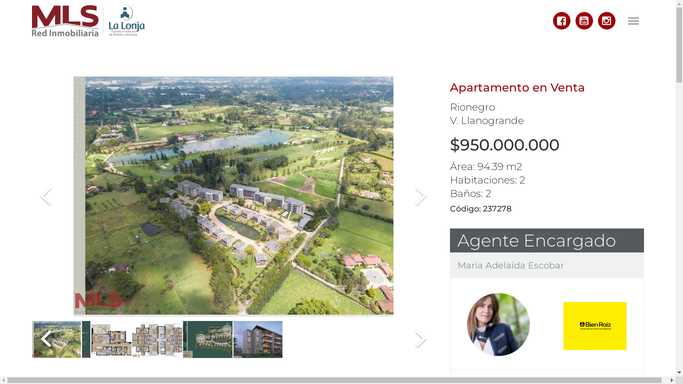 MLS
Red Inmobiliaria
La Lonja
Apartamento en Venta
Rionegro
V. Llanogrande
$950.000.000
Área: 94.39 m2
Habitaciones: 2
Baños: 2
Código: 237278
Agente Encargado
Maria Adelaida Escobar
MLS
Bien Raiz